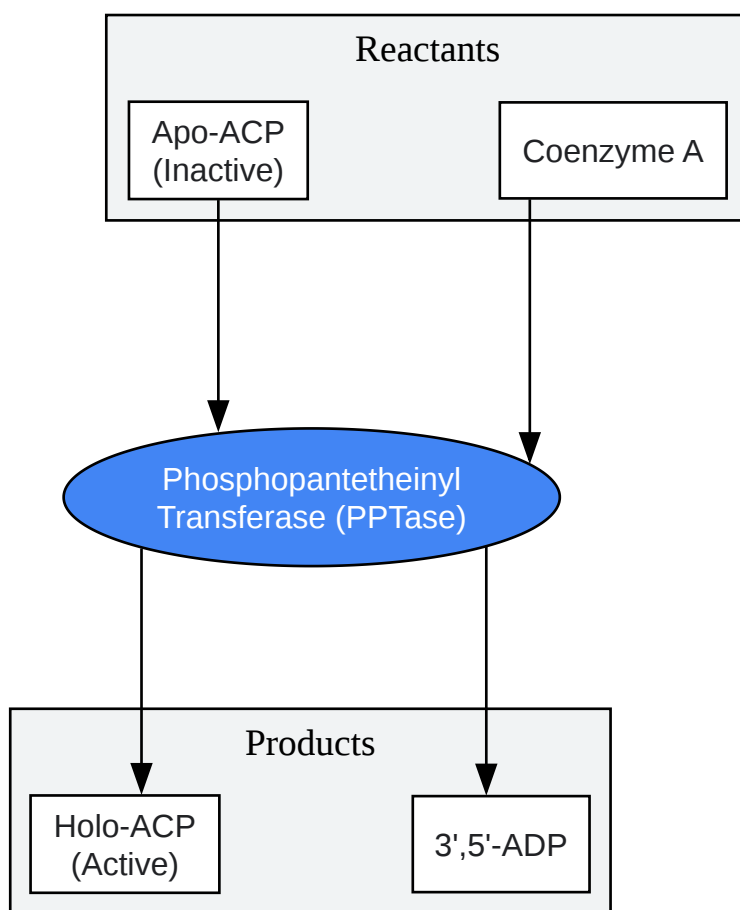 Reactants
Apo-ACP
(Inactive)
Coenzyme A
Phosphopantetheinyl
Transferase (PPTase)
Products
Holo-ACP
(Active)
3',5'-ADP